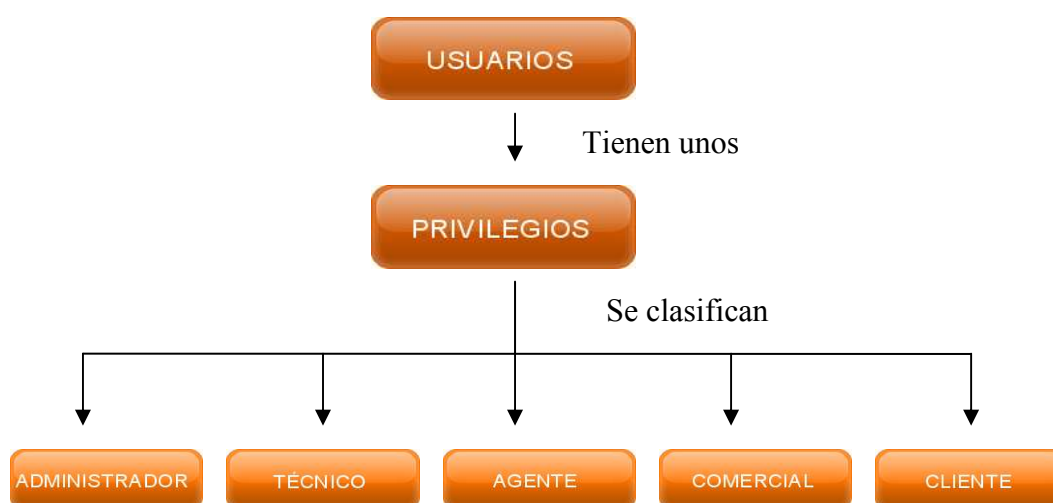 USUARIOS
Tienen unos
PRIVILEGIOS
Se clasifican
ADMINISTRADOR
TÉCNICO
AGENTE
COMERCIAL
CLIENTE